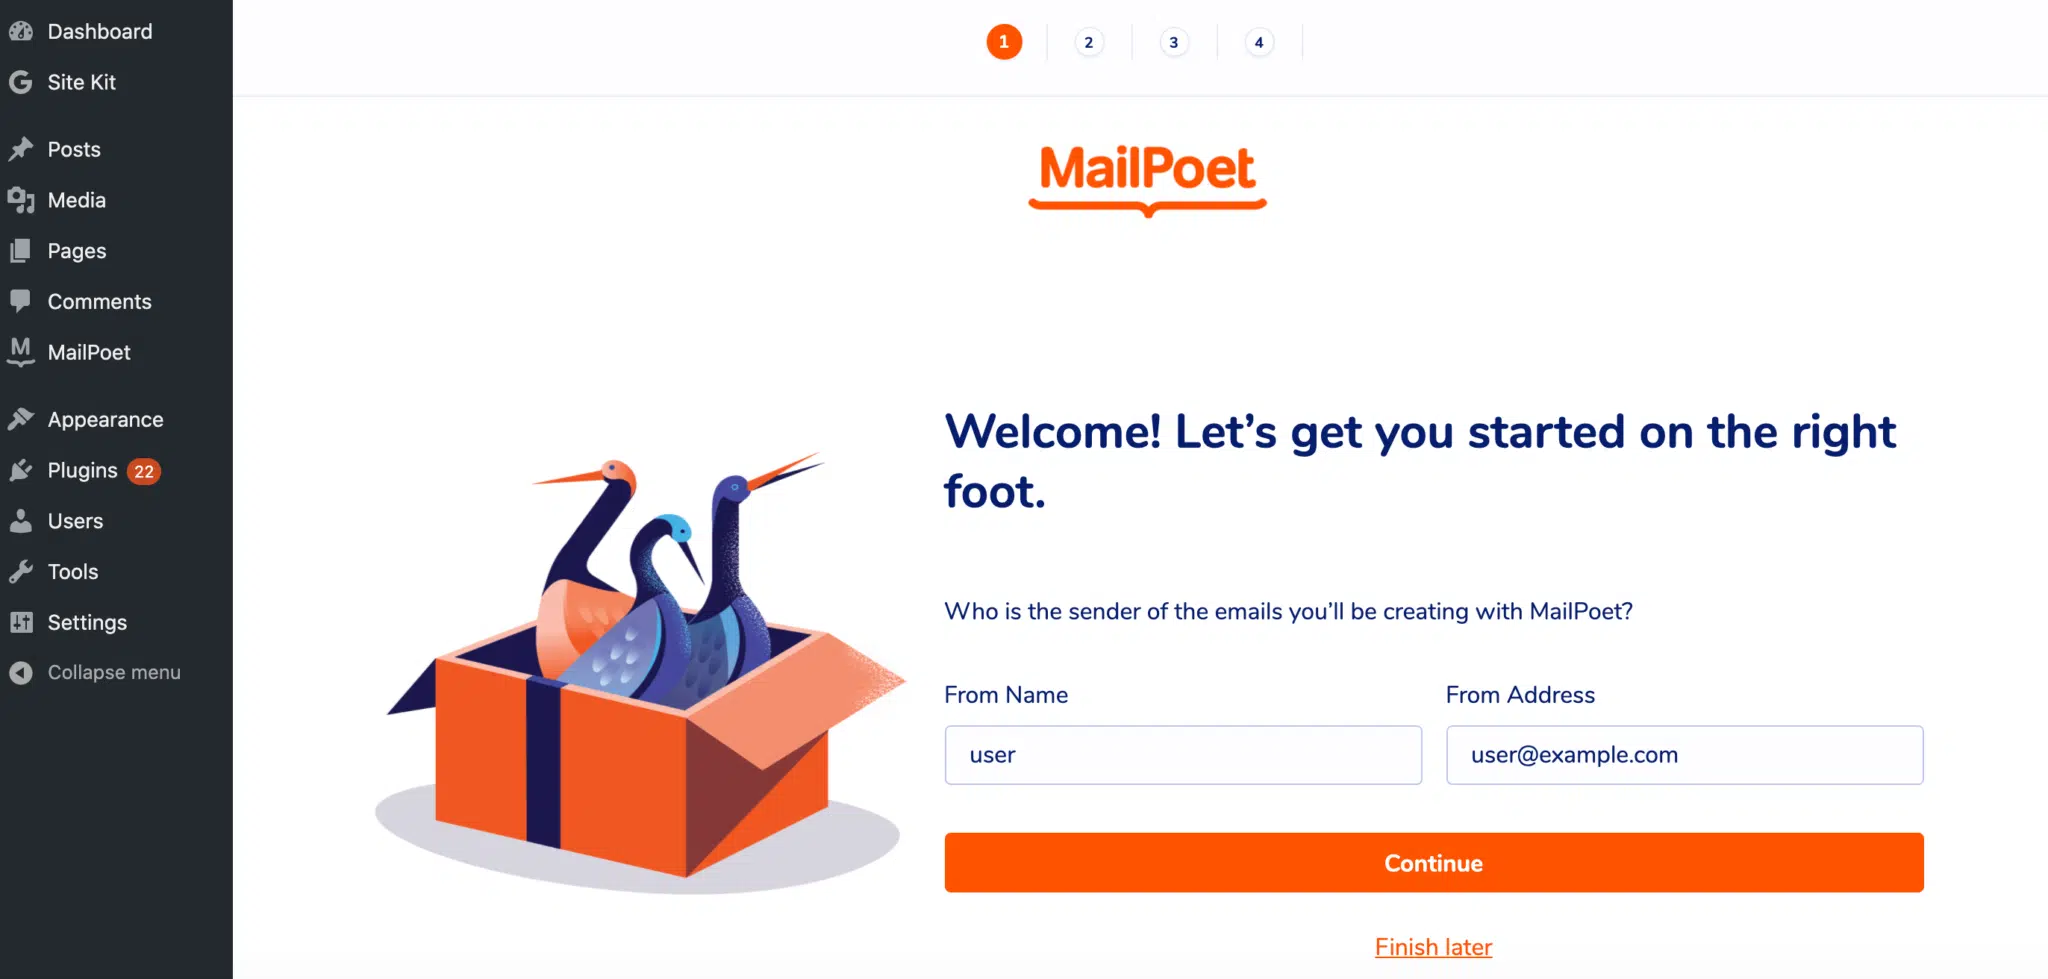 Dashboard
Site Kit
Posts
Media
Pages
Comments
M
MailPoet
Appearance
Plugins 22
Users
Tools
Settings
Collapse menu
1 2 3 4
MailPoet
Welcome! Let’s get you started on the right
foot.
Who is the sender of the emails you’ll be creating with MailPoet?
From Name
user
From Address
user@example.com
Continue
Finish later